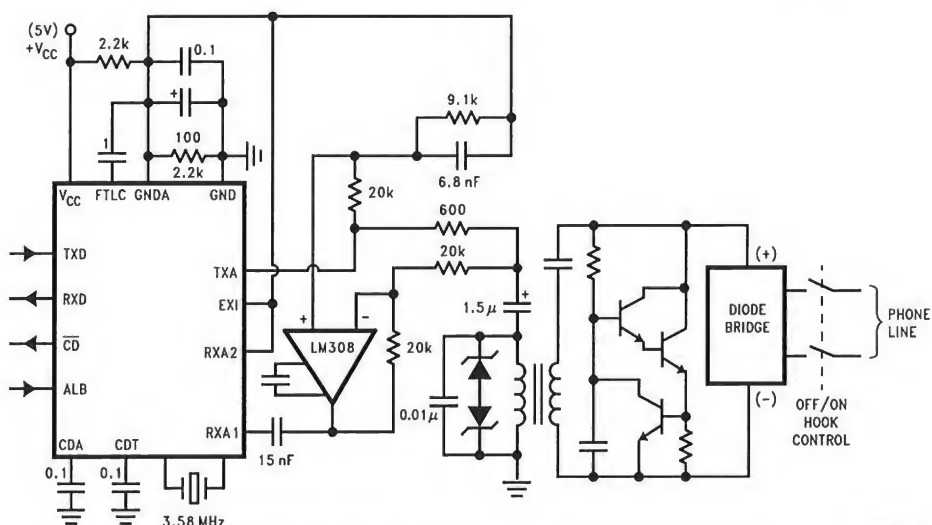 (5V)
+VCC
2.2k
0.1
+
9.1k
1
100
2.2k
6.8 nF
VCC
FTLC
GNDA
GND
20k
600
TXD
TXA
20k
(+)
RXD
EXI
1.5μ
+
DIODE
BRIDGE
PHONE
LINE
CD
RXA2
+
−
LM308
20k
ALB
0.01μ
(−)
OFF/ON
HOOK
CONTROL
RXA1
15 nF
CDA
CDT
0.1
0.1
3.58 MHz